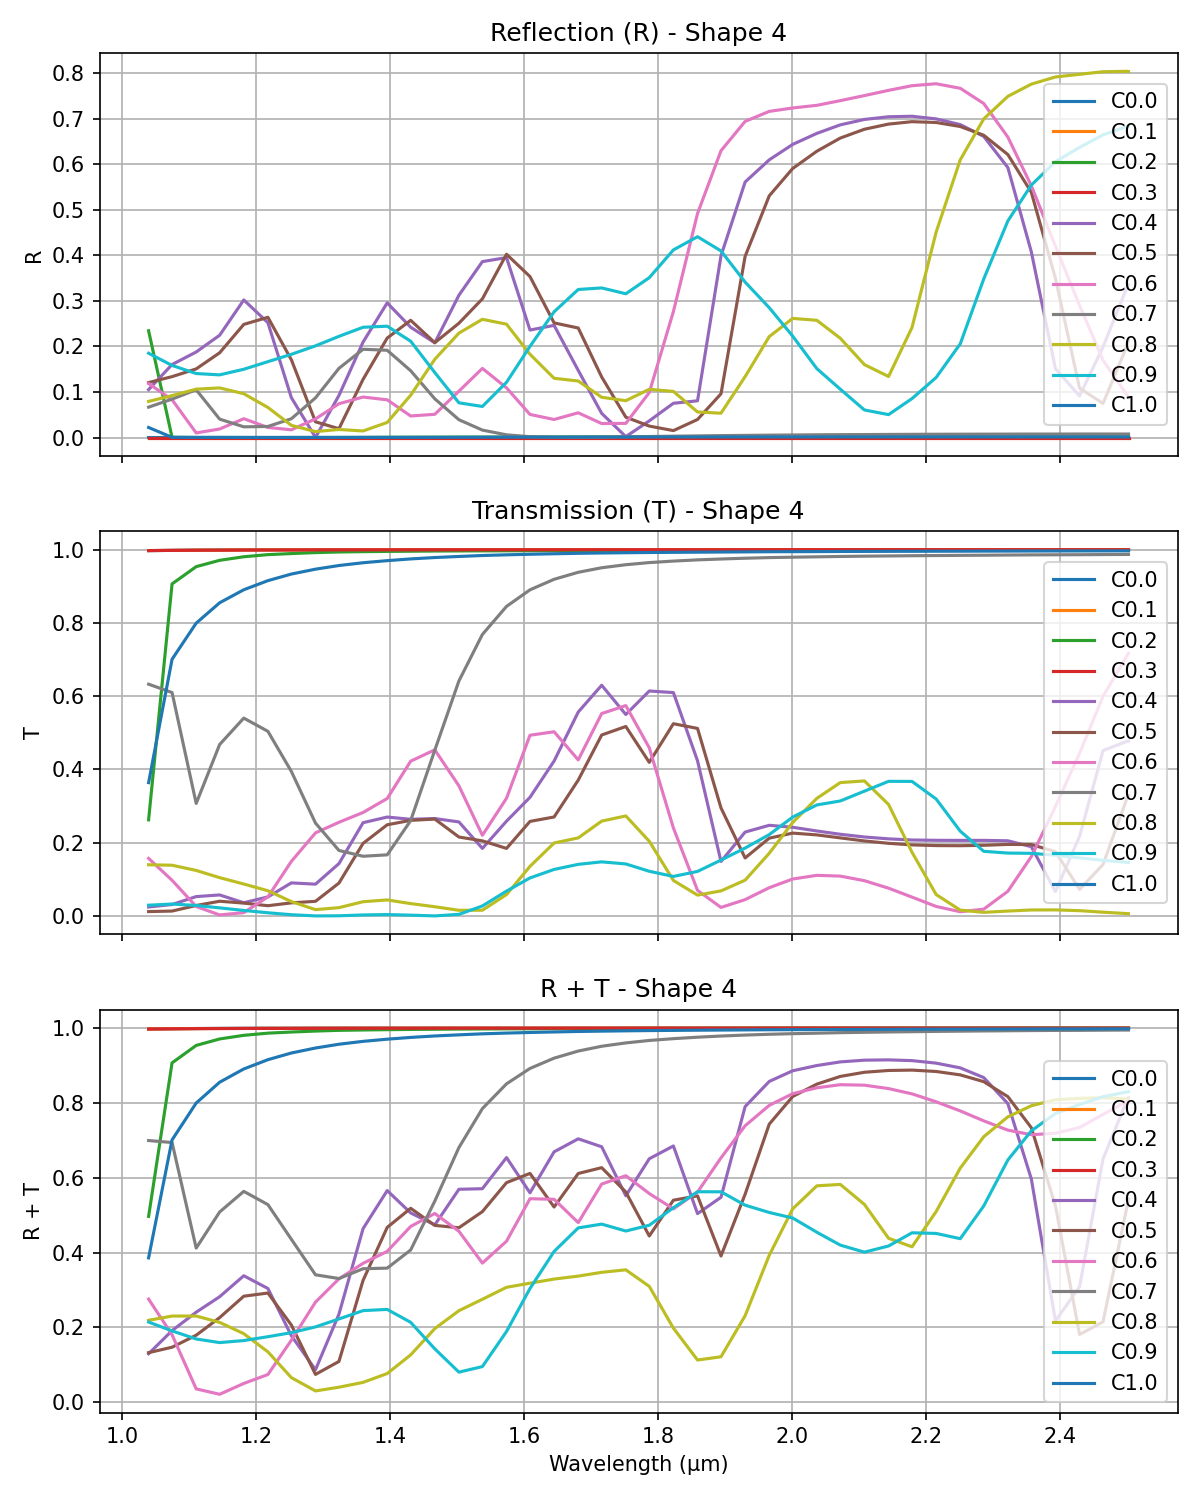 Reflection (R) - Shape 4
0.8
0.7
0.6
0.5
0.4
0.3
0.2
0.1
0.0
R
C0.0
C0.1
C0.2
C0.3
C0.4
C0.5
C0.6
C0.7
C0.8
C0.9
C1.0
Transmission (T) - Shape 4
1.0
0.8
0.6
0.4
0.2
0.0
T
C0.0
C0.1
C0.2
C0.3
C0.4
C0.5
C0.6
C0.7
C0.8
C0.9
C1.0
R + T - Shape 4
1.0
0.8
0.6
0.4
0.2
0.0
R + T
C0.0
C0.1
C0.2
C0.3
C0.4
C0.5
C0.6
C0.7
C0.8
C0.9
C1.0
1.0 1.2 1.4 1.6 1.8 2.0 2.2 2.4
Wavelength (μm)